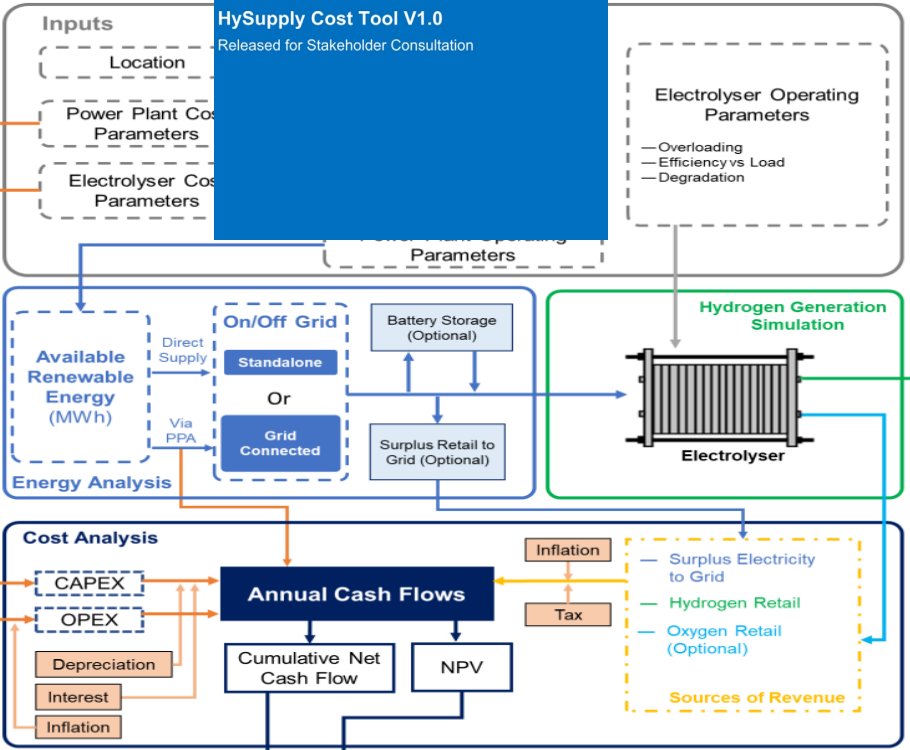 Inputs
HySupply Cost Tool V1.0
Released for Stakeholder Consultation
Location
Power Plant
Parameters
Electrolyser
Parameters
Electrolyser Operating
Parameters
— Overloading
— Efficiency vs Load
— Degradation
Parameters
Available
Renewable
Energy
(MWh)
Energy Analysis
Direct
Supply
Via
PPA
On/Off Grid
Standalone
Or
Grid
Connected
Battery Storage
(Optional)
Surplus Retail to
Grid (Optional)
Hydrogen Generation
Simulation
Electrolyser
Cost Analysis
CAPEX
OPEX
Depreciation
Interest
Inflation
Annual Cash Flows
Cumulative Net
Cash Flow
NPV
Inflation
Tax
— Surplus Electricity
to Grid
— Hydrogen Retail
— Oxygen Retail
(Optional)
Sources of Revenue